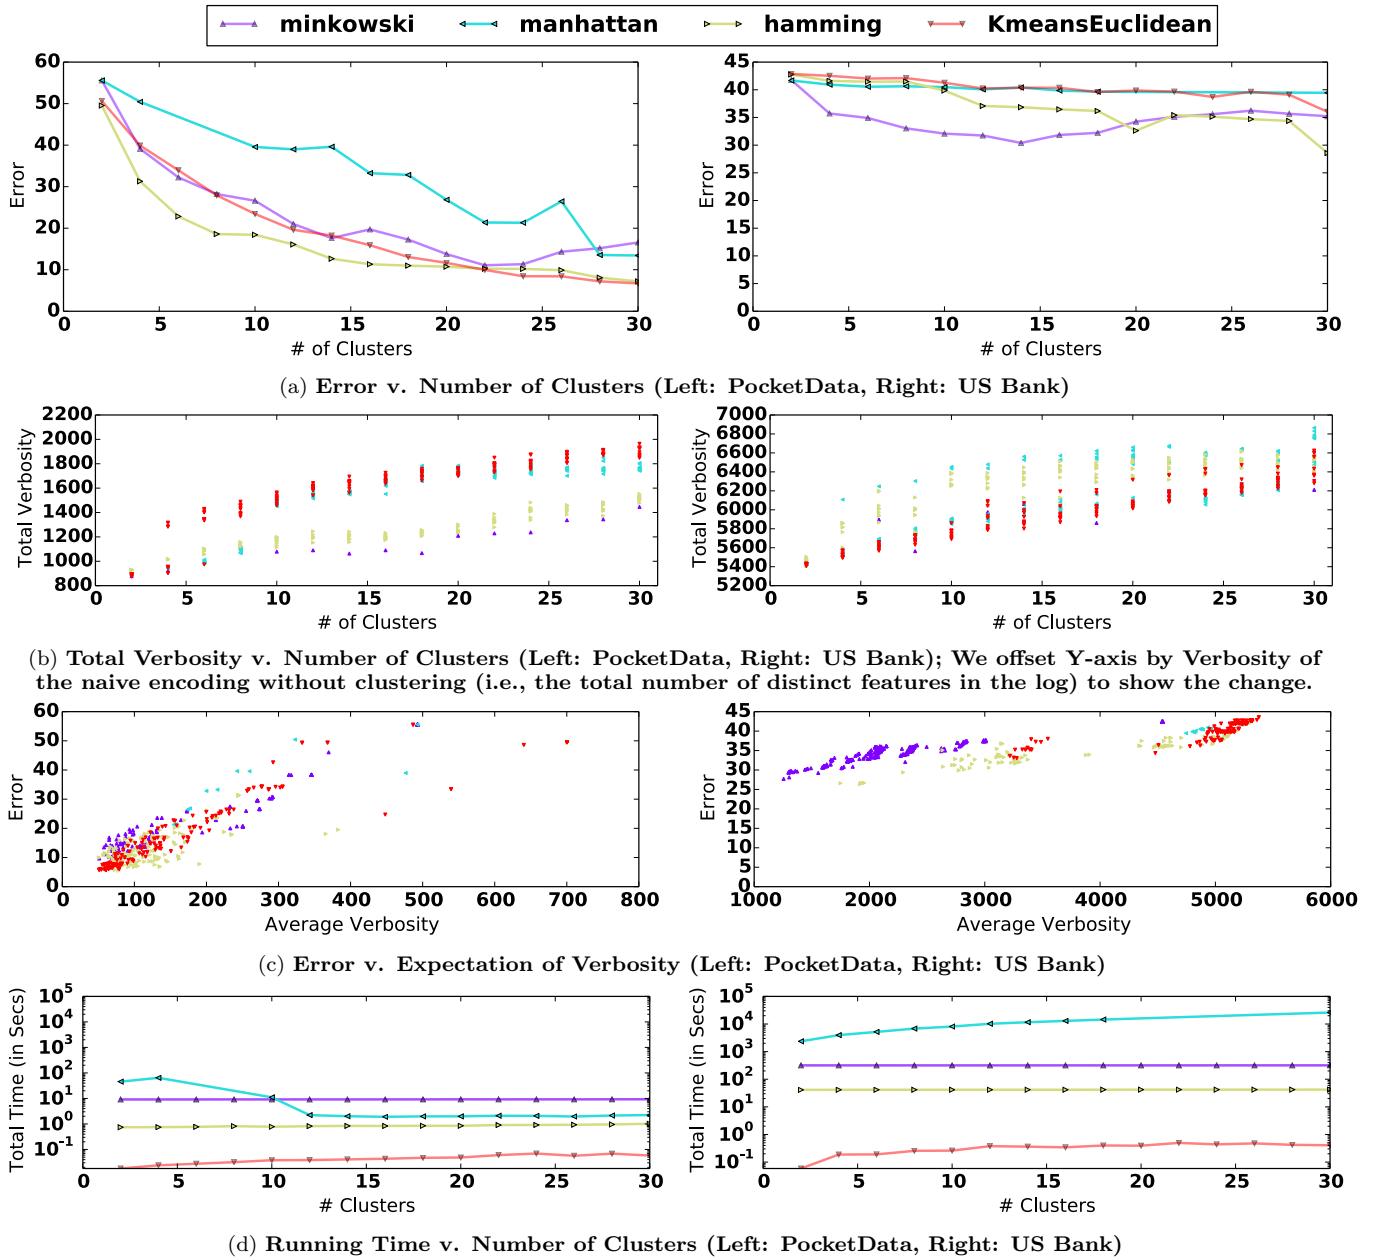 minkowski manhattan hamming KmeansEuclidean
60
50
40
30
20
10
0
Error
0 5 10 15 20 25 30
# of Clusters
45
40
35
30
25
20
15
10
5
0
Error
0 5 10 15 20 25 30
# of Clusters
(a) Error v. Number of Clusters (Left: PocketData, Right: US Bank)
2200
2000
1800
1600
1400
1200
1000
800
Total Verbosity
0 5 10 15 20 25 30
# of Clusters
7000
6800
6400
6200
6000
5800
5600
5400
5200
Total Verbosity
0 5 10 15 20 25 30
# of Clusters
(b) Total Verbosity v. Number of Clusters (Left: PocketData, Right: US Bank); We offset Y-axis by Verbosity of
the naive encoding without clustering (i.e., the total number of distinct features in the log) to show the change.
60
50
40
30
20
10
0
Error
0 100 200 300 400 500 600 700 800
Average Verbosity
45
40
35
30
25
20
15
10
5
0
Error
1000 2000 3000 4000 5000 6000
Average Verbosity
(c) Error v. Expectation of Verbosity (Left: PocketData, Right: US Bank)
10^5
10^4
10^3
10^2
10^1
10^0
10^-1
Total Time (in Secs)
0 5 10 15 20 25 30
# Clusters
10^5
10^4
10^3
10^2
10^1
10^0
10^-1
Total Time (in Secs)
0 5 10 15 20 25 30
# Clusters
(d) Running Time v. Number of Clusters (Left: PocketData, Right: US Bank)